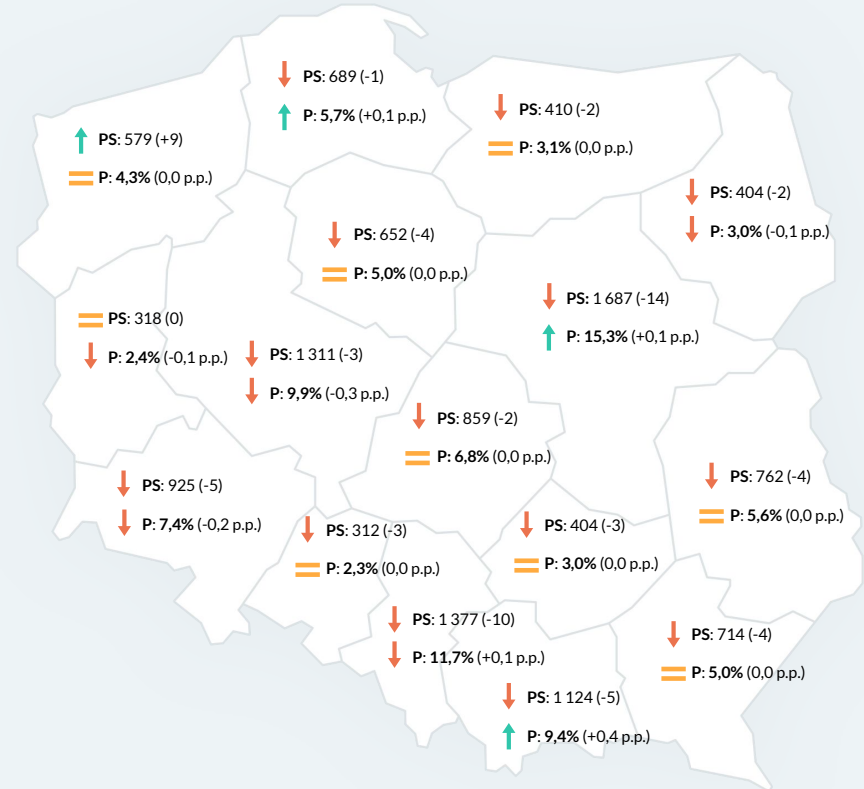 PS: 689 (-1)
P: 5,7% (+0,1 p.p.)
PS: 410 (-2)
P: 3,1% (0,0 p.p.)
PS: 579 (+9)
P: 4,3% (0,0 p.p.)
PS: 404 (-2)
P: 3,0% (-0,1 p.p.)
PS: 652 (-4)
P: 5,0% (0,0 p.p.)
PS: 1 687 (-14)
P: 15,3% (+0,1 p.p.)
PS: 318 (0)
P: 2,4% (-0,1 p.p.)
PS: 1 311 (-3)
P: 9,9% (-0,3 p.p.)
PS: 859 (-2)
P: 6,8% (0,0 p.p.)
PS: 762 (-4)
P: 5,6% (0,0 p.p.)
PS: 925 (-5)
P: 7,4% (-0,2 p.p.)
PS: 312 (-3)
P: 2,3% (0,0 p.p.)
PS: 404 (-3)
P: 3,0% (0,0 p.p.)
PS: 1 377 (-10)
P: 11,7% (+0,1 p.p.)
PS: 714 (-4)
P: 5,0% (0,0 p.p.)
PS: 1 124 (-5)
P: 9,4% (+0,4 p.p.)